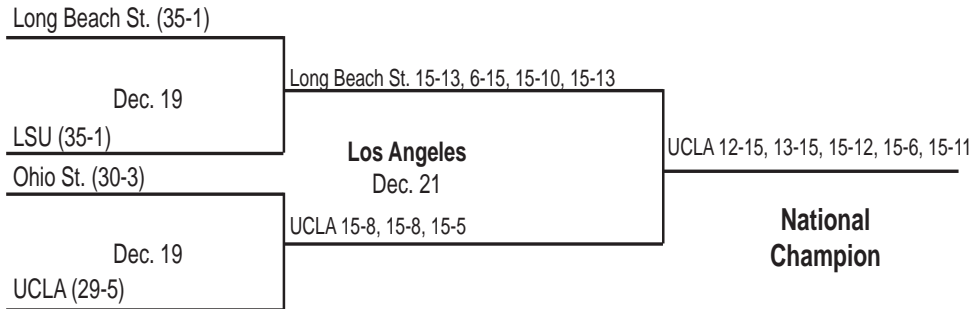 Long Beach St. (35-1)
Dec. 19
LSU (35-1)
Long Beach St. 15-13, 6-15, 15-10, 15-13
Ohio St. (30-3)
Dec. 19
UCLA (29-5)
UCLA 15-8, 15-8, 15-5
Los Angeles
Dec. 21
UCLA 12-15, 13-15, 15-12, 15-6, 15-11
National
Champion